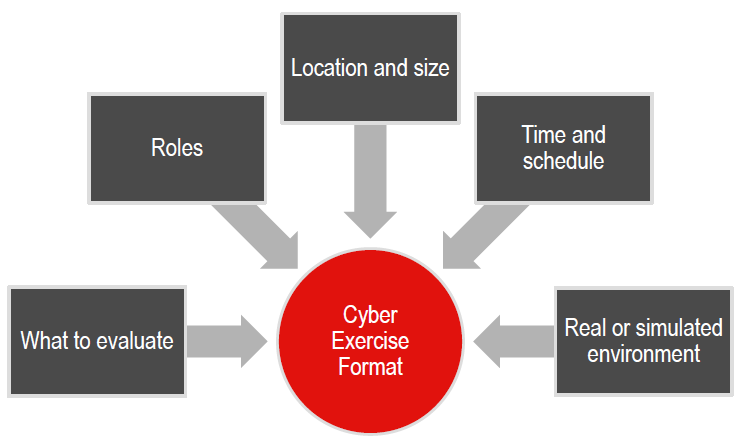 Location and size
Roles
Time and
schedule
What to evaluate
Cyber
Exercise
Format
Real or simulated
environment